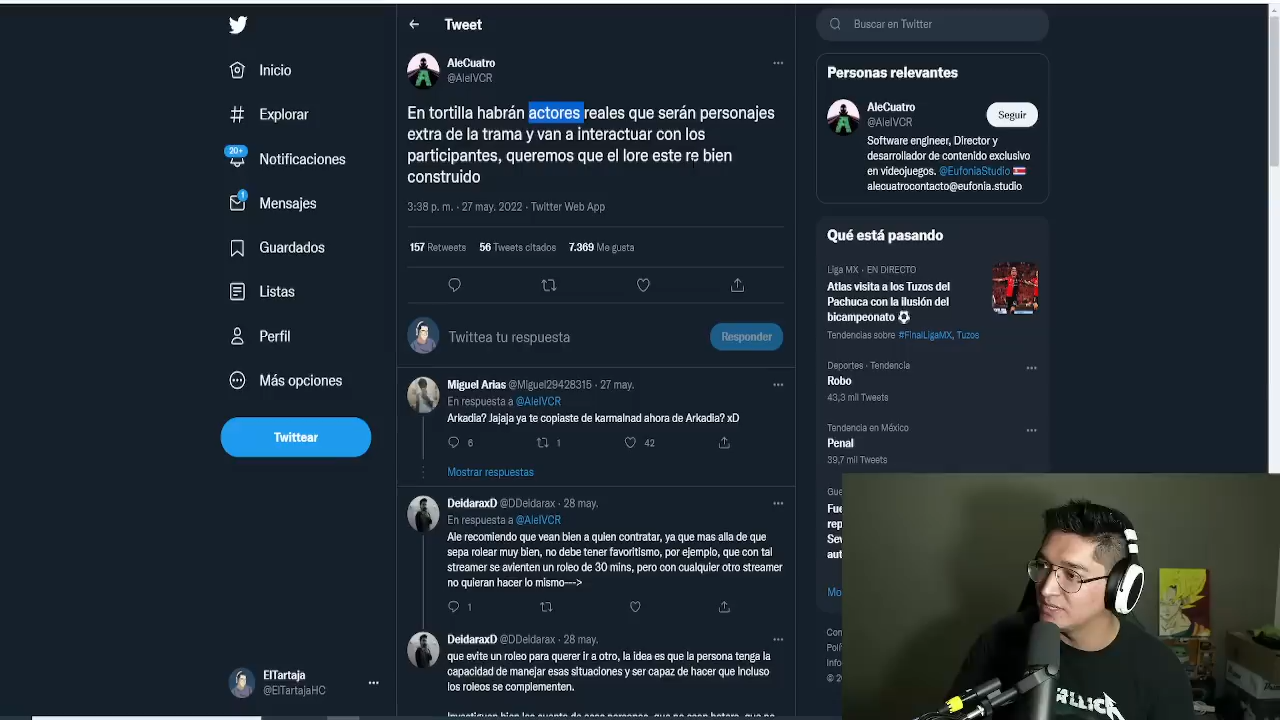 Tweet
Buscar en Twitter
Inicio
Explorar
20+
Notificaciones
1
Mensajes
Guardados
Listas
Perfil
Más opciones
Twittear
ElTartaja
@ElTartajaHC
AleCuatro
@AleIVCR
En tortilla habrán actores reales que serán personajes
extra de la trama y van a interactuar con los
participantes, queremos que el lore este re bien
construido
3:38 p. m. · 27 may. 2022 · Twitter Web App
157 Retweets 56 Tweets citados 7.369 Me gusta
Twittea tu respuesta
Responder
Miguel Arias @Miguel29428315 · 27 may.
En respuesta a @AleIVCR
Arkadia? Jajaja ya te copiaste de karmaInad ahora de Arkadia? xD
6 1 42
Mostrar respuestas
DeidaraxD @DDeidarax · 28 may.
En respuesta a @AleIVCR
Ale recomiendo que vean bien a quien contratar, ya que mas alla de que
sepa rolear muy bien, no debe tener favoritismo, por ejemplo, que con tal
streamer se avienten un roleo de 30 mins, pero con cualquier otro streamer
no quieran hacer lo mismo---->
1
DeidaraxD @DDeidarax · 28 may.
que evite un roleo para querer ir a otro, la idea es que la persona tenga la
capacidad de manejar esas situaciones y ser capaz de hacer que incluso
los roleos se complementen.
Personas relevantes
AleCuatro
@AleIVCR
Seguir
Software engineer, Director y
desarrollador de contenido exclusivo
en videojuegos. @EufoniaStudio
alecuatrocontacto@eufonia.studio
Qué está pasando
Liga MX · EN DIRECTO
Atlas visita a los Tuzos del
Pachuca con la ilusión del
bicampeonato
Tendencias sobre #FinalLigaMX, Tuzos
Deportes · Tendencia
Robo
43,3 mil Tweets
Tendencia en México
Penal
39,7 mil Tweets